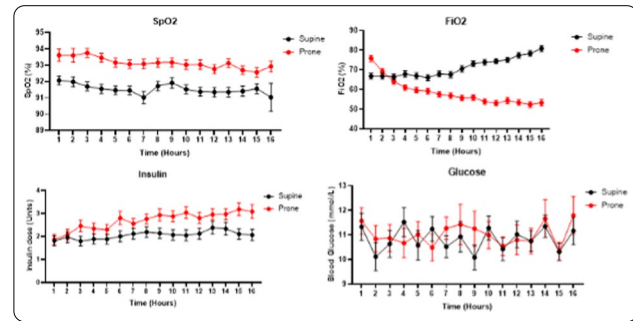 SpO2
SpO2 (%)
95
94
93
92
91
90
89
1 2 3 4 5 6 7 8 9 10 11 12 13 14 15 16
Time (Hours)
Supine
Prone
FiO2
FiO2 (%)
100
90
80
70
60
50
40
1 2 3 4 5 6 7 8 9 10 11 12 13 14 15 16
Time (Hours)
Supine
Prone
Insulin
Insulin dose (Units)
4
3
2
1
0
1 2 3 4 5 6 7 8 9 10 11 12 13 14 15 16
Time (Hours)
Supine
Prone
Glucose
Blood Glucose (mmol/L)
13
12
11
10
9
1 2 3 4 5 6 7 8 9 10 11 12 13 14 15 16
Time (Hours)
Supine
Prone